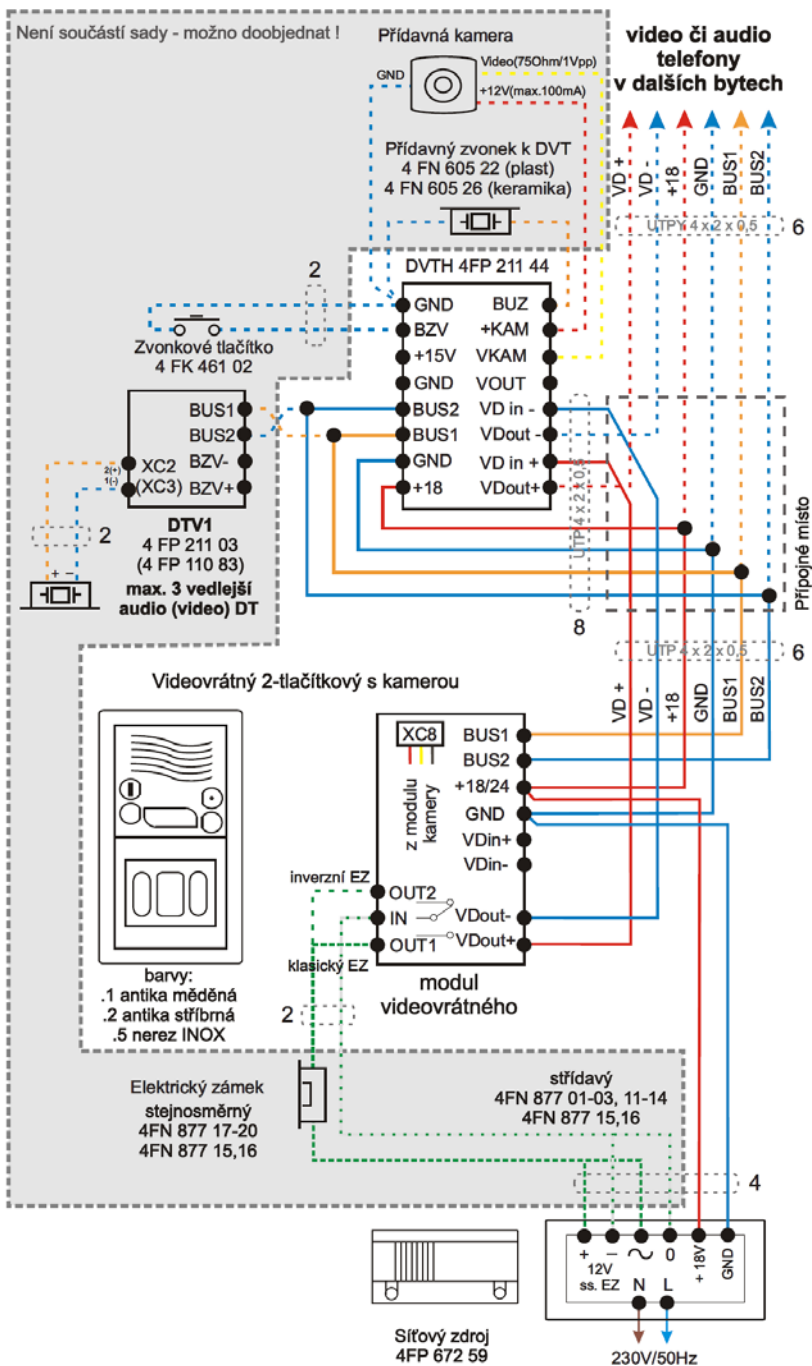 Není součástí sady - možno doobjednat !
Přídavná kamera
GND
Video(75Ohm/1Vpp)
+12V(max.100mA)
video či audio
telefony
v dalších bytech
Přídavný zvonek k DVT
4 FN 605 22 (plast)
4 FN 605 26 (keramika)
VD +
VD -
+18
GND
BUS1
BUS2
UTPY 4 x 2 x 0,5
6
2
DVTH 4FP 211 44
GND
BZV
+15V
GND
BUS2
BUS1
GND
+18
BUZ
+KAM
VKAM
VOUT
VD in -
VDout -
VD in +
VDout+
Zvonkové tlačítko
4 FK 461 02
BUS1
BUS2
BZV-
BZV+
2(+)
1(-)
XC2
(XC3)
2
DTV1
4 FP 211 03
(4 FP 110 83)
max. 3 vedlejší
audio (video) DT
+ –
UTP 4 x 2 x 0,5
8
Přípojné místo
UTP 4 x 2 x 0,5
6
VD +
VD -
+18
GND
BUS1
BUS2
Videovrátný 2-tlačítkový s kamerou
XC8
z modulu
kamery
BUS1
BUS2
+18/24
GND
VDin+
VDin-
VDout-
VDout+
inverzní EZ
OUT2
IN
OUT1
klasický EZ
modul
videovrátného
barvy:
.1 antika měděná
.2 antika stříbrná
.5 nerez INOX
2
Elektrický zámek
stejnosměrný
4FN 877 17-20
4FN 877 15,16
střídavý
4FN 877 01-03, 11-14
4FN 877 15,16
4
+ – 0 + 18V GND
12V
ss. EZ
N L
Síťový zdroj
4FP 672 59
230V/50Hz